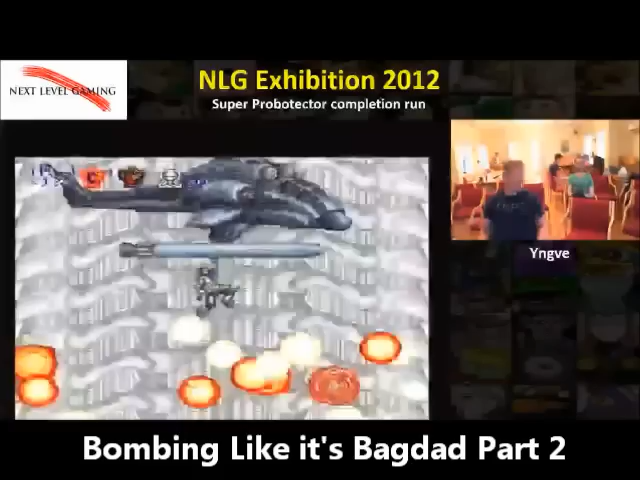 NEXT LEVEL GAMING
NLG Exhibition 2012
Super Probotector completion run
Yngve
Bombing Like it's Bagdad Part 2